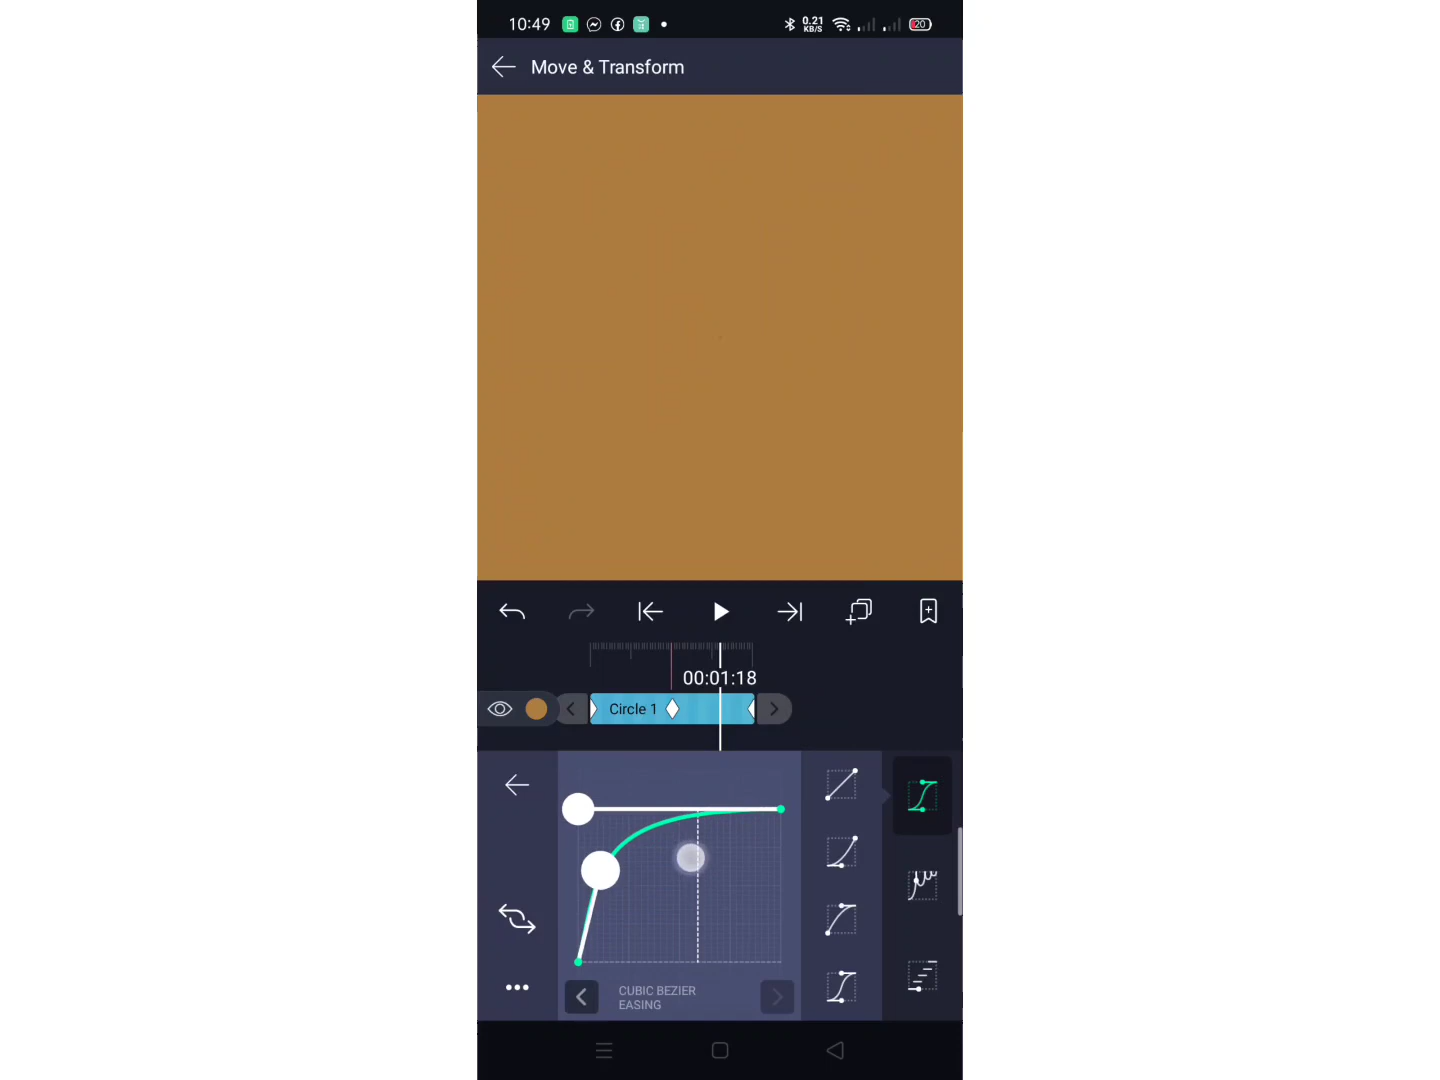 10:49
0.21
KB/S
20
Move & Transform
00:01:18
Circle 1
CUBIC BEZIER
EASING